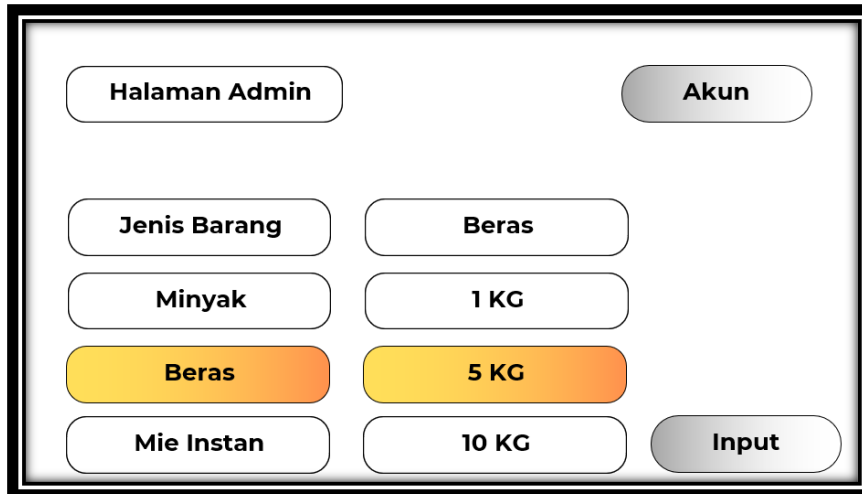 Halaman Admin
Akun
Jenis Barang
Beras
Minyak
1 KG
Beras
5 KG
Mie Instan
10 KG
Input